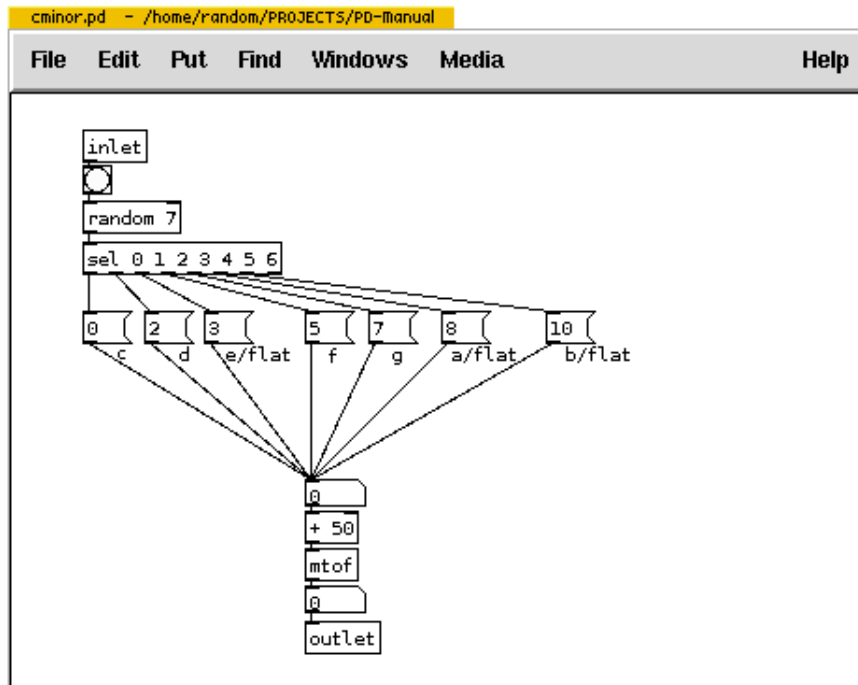 cminor.pd - /home/random/PROJECTS/PD-Manual
File Edit Put Find Windows Media Help
inlet
random 7
sel 0 1 2 3 4 5 6
0 2 3 5 7 8 10
c d e/flat f g a/flat b/flat
0
+ 50
mtof
0
outlet